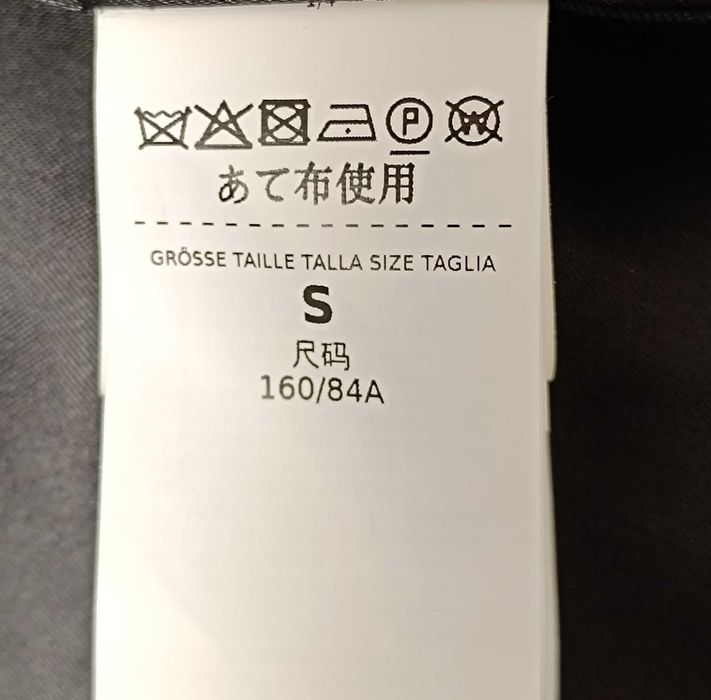 P W
あて布使用
GRÖSSE TAILLE TALLA SIZE TAGLIA
S
尺码
160/84A